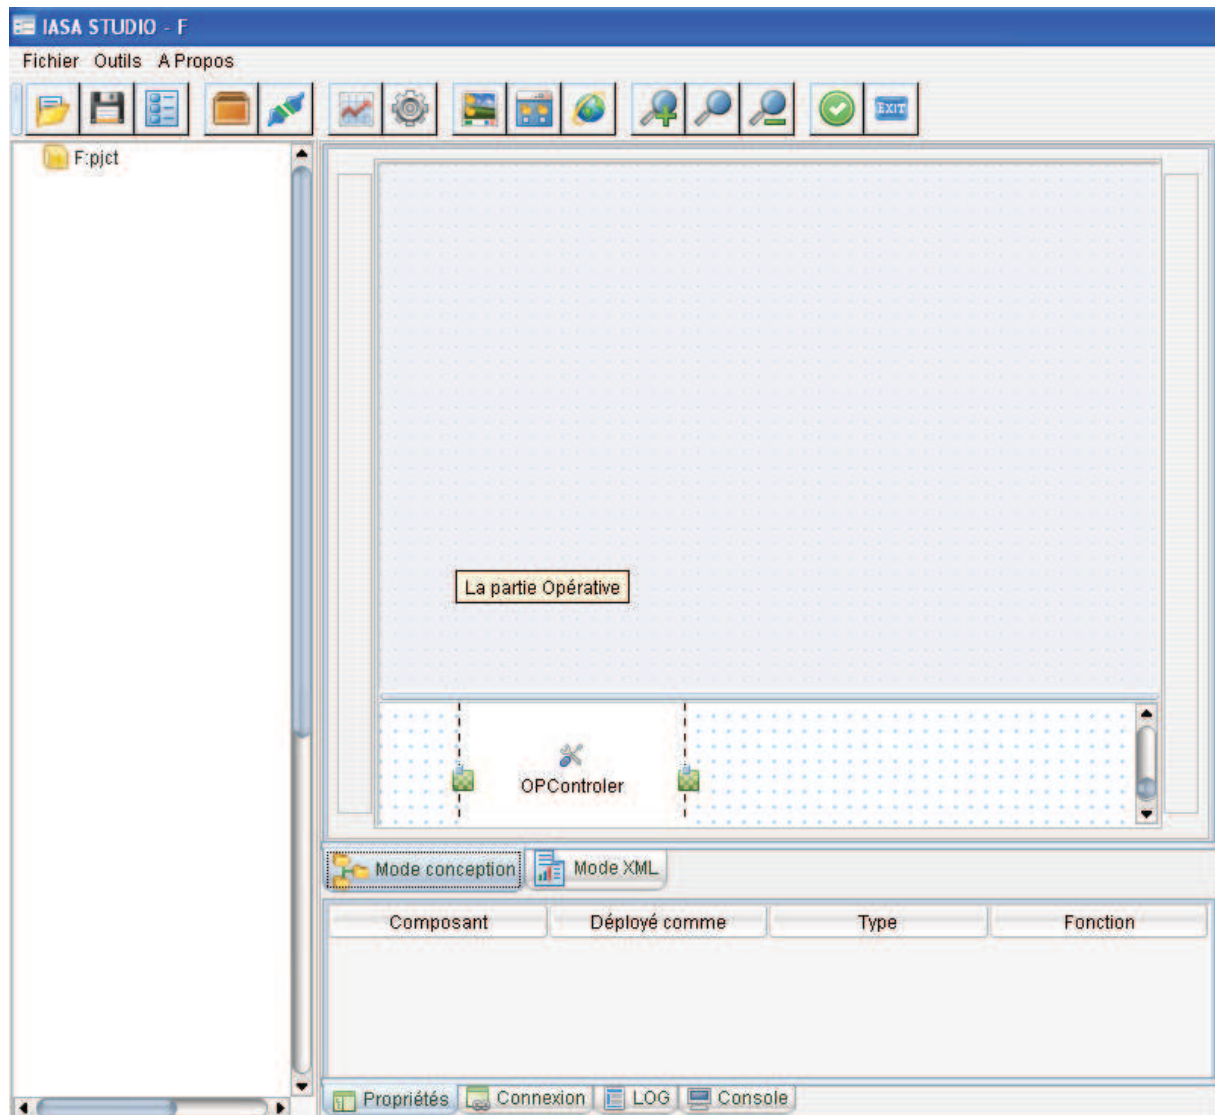 IASA STUDIO - F
Fichier Outils A Propos
EXIT
F:pjct
La partie Opérative
OPControler
Mode conception Mode XML
Composant Déployé comme Type Fonction
Propriétés Connexion LOG Console